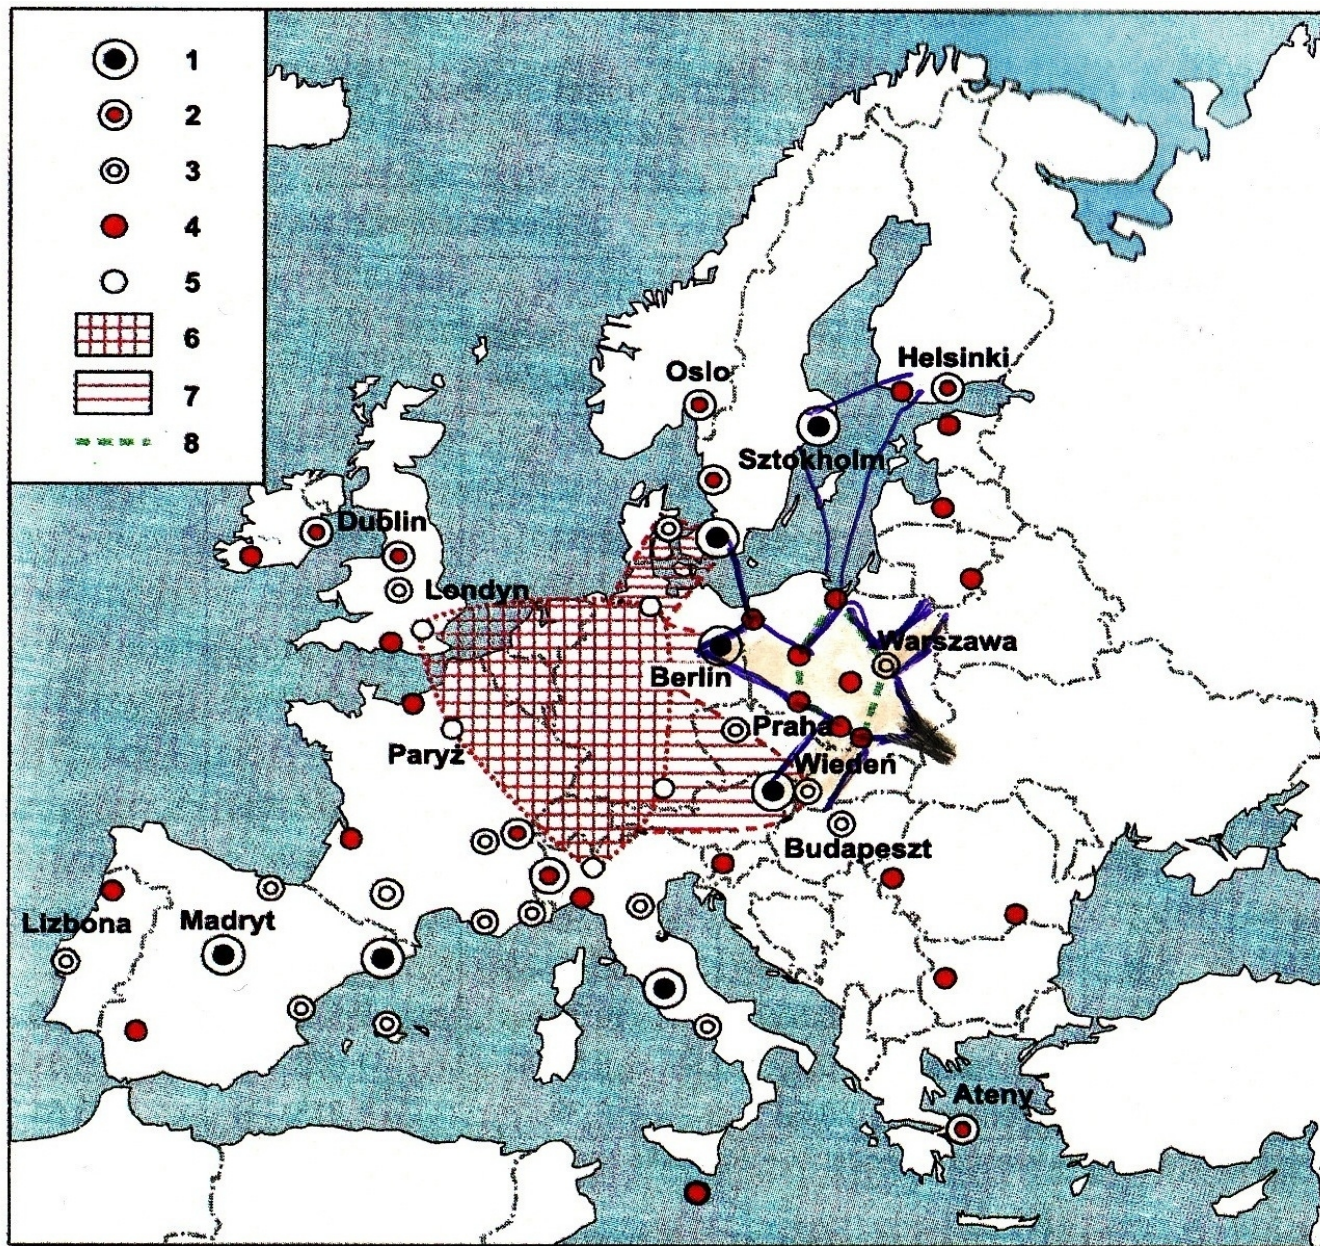 1
2
3
4
5
6
7
8
Helsinki
Oslo
Sztokholm
Dublin
Londyn
Warszawa
Berlin
Praha
Paryż
Wiedeń
Budapeszt
Lizbona
Madryt
Ateny